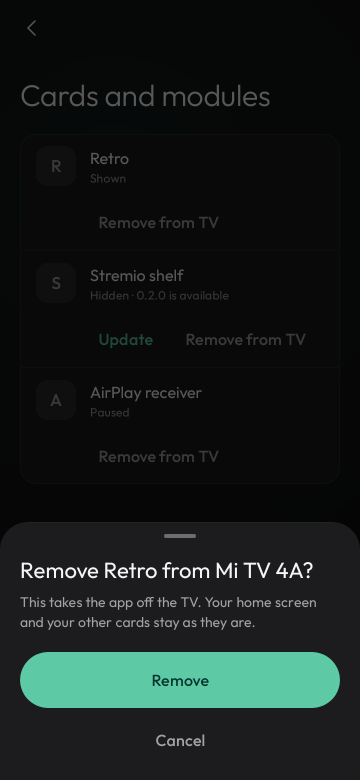 Cards and modules
R
Retro
Shown
Remove from TV
S
Stremio shelf
Hidden · 0.2.0 is available
Update
Remove from TV
A
AirPlay receiver
Paused
Remove from TV
Remove Retro from Mi TV 4A?
This takes the app off the TV. Your home screen
and your other cards stay as they are.
Remove
Cancel